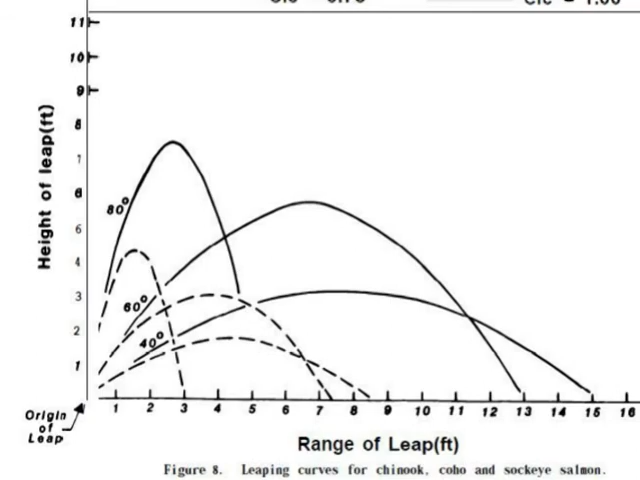 11
10
9
8
7
6
5
4
3
2
1
Height of leap(ft)
80°
60°
40°
1 2 3 4 5 6 7 8 9 10 11 12 13 14 15 16
Origin
of
Leap
Range of Leap(ft)
Figure 8. Leaping curves for chinook, coho and sockeye salmon.